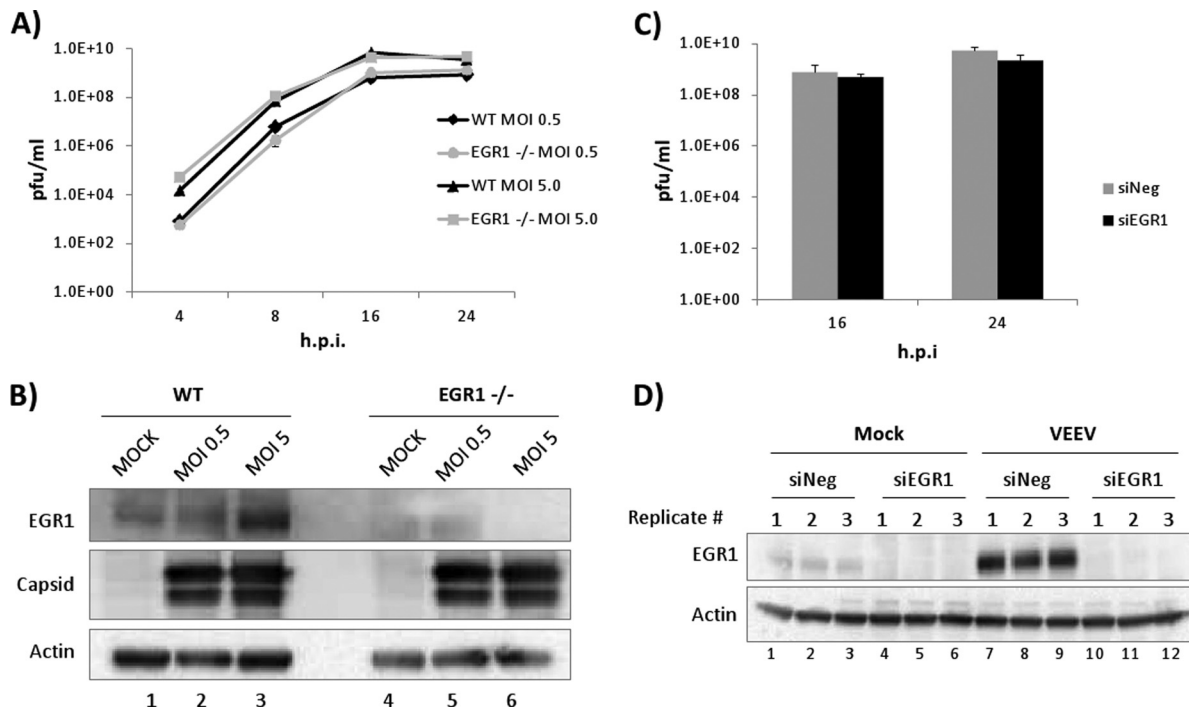 A)
1.0E+10
1.0E+08
1.0E+06
1.0E+04
1.0E+02
1.0E+00
pfu/ml
4 8 16 24
h.p.i.
WT MOI 0.5
EGR1 -/- MOI 0.5
WT MOI 5.0
EGR1 -/- MOI 5.0
B)
WT EGR1 -/-
MOCK MOI 0.5 MOI 5 MOCK MOI 0.5 MOI 5
EGR1
Capsid
Actin
1 2 3 4 5 6
C)
1.0E+10
1.0E+08
1.0E+06
1.0E+04
1.0E+02
1.0E+00
pfu/ml
16 24
h.p.i
siNeg
siEGR1
D)
Mock VEEV
siNeg siEGR1 siNeg siEGR1
Replicate # 1 2 3 1 2 3 1 2 3 1 2 3
EGR1
Actin
1 2 3 4 5 6 7 8 9 10 11 12